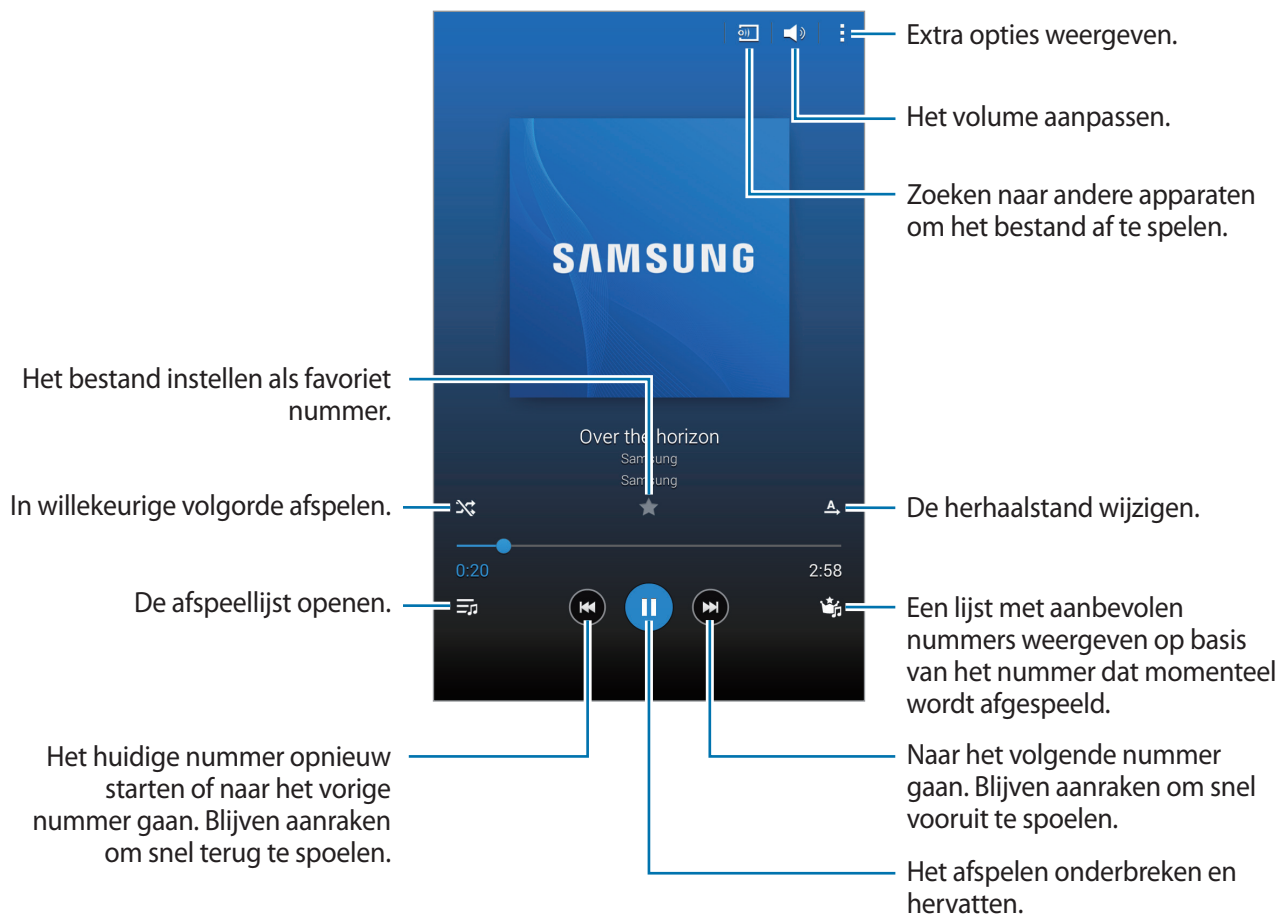 Extra opties weergeven.
Het volume aanpassen.
Zoeken naar andere apparaten
om het bestand af te spelen.
SAMSUNG
Het bestand instellen als favoriet
nummer.
Over the horizon
Samsung
Samsung
In willekeurige volgorde afspelen.
A
De herhaalstand wijzigen.
0:20
2:58
De afspeellijst openen.
Een lijst met aanbevolen
nummers weergeven op basis
van het nummer dat momenteel
wordt afgespeeld.
Het huidige nummer opnieuw
starten of naar het vorige
nummer gaan. Blijven aanraken
om snel terug te spoelen.
Naar het volgende nummer
gaan. Blijven aanraken om snel
vooruit te spoelen.
Het afspelen onderbreken en
hervatten.